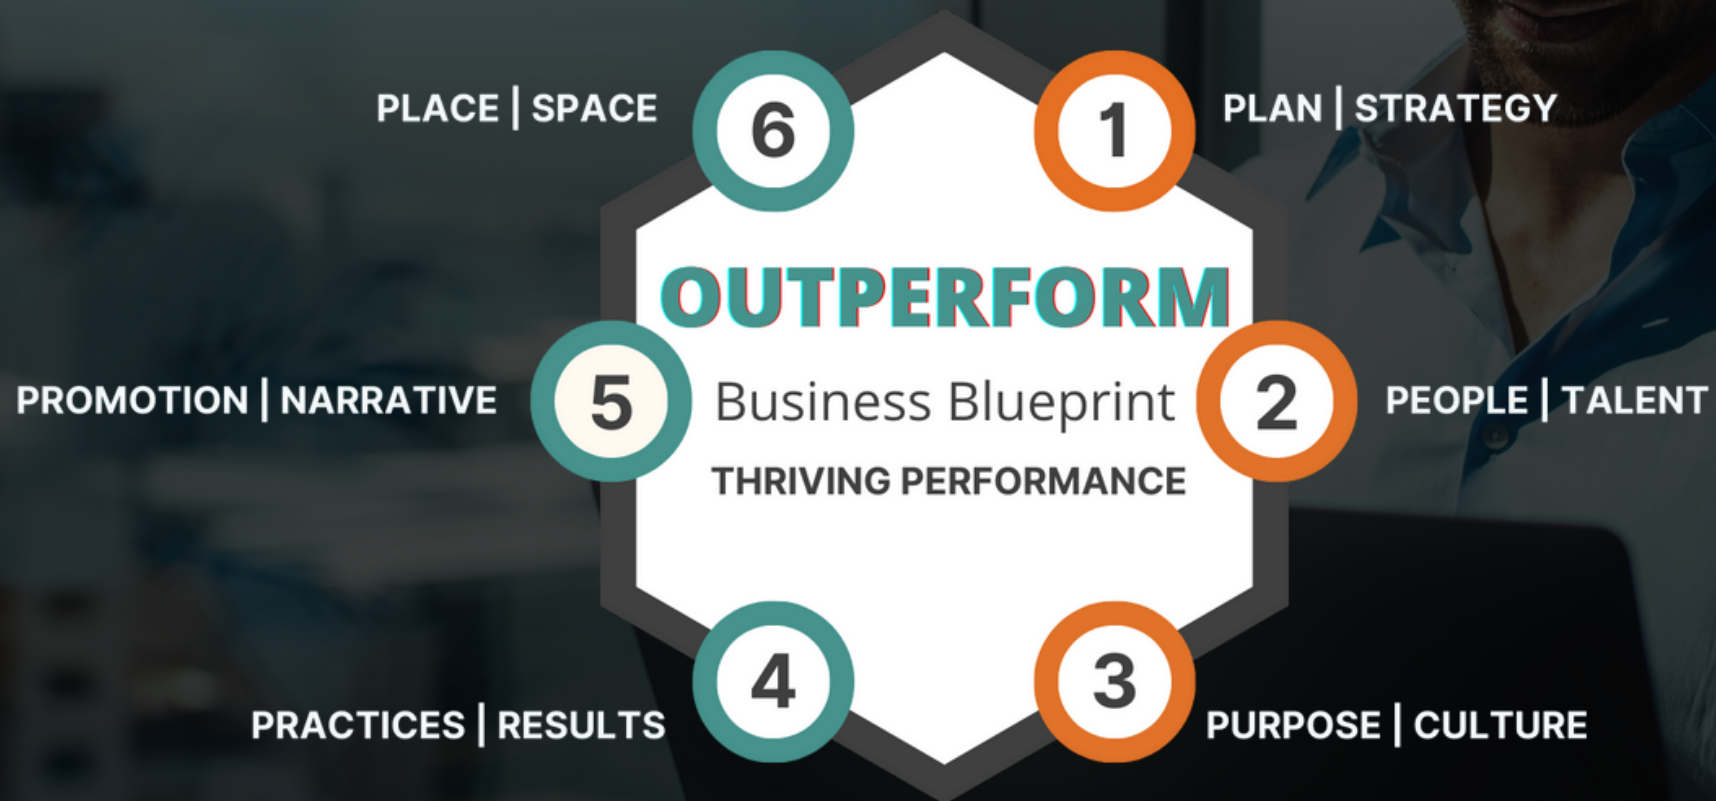 PLACE | SPACE
6
1
PLAN | STRATEGY
OUTPERFORM
PROMOTION | NARRATIVE
5
Business Blueprint
2
PEOPLE | TALENT
THRIVING PERFORMANCE
4
3
PRACTICES | RESULTS
PURPOSE | CULTURE